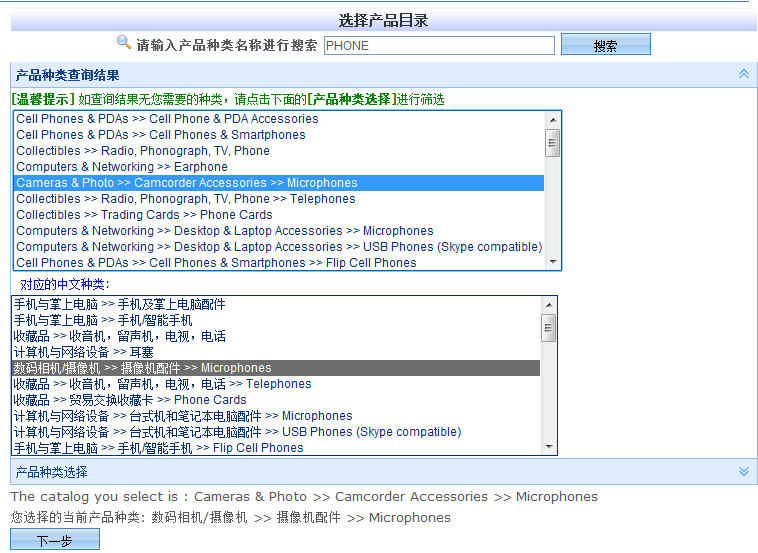 选择产品目录
请输入产品种类名称进行搜索 PHONE 搜索
产品种类查询结果
[温馨提示] 如查询结果无您需要的种类，请点击下面的[产品种类选择]进行筛选
Cell Phones & PDAs >> Cell Phone & PDA Accessories
Cell Phones & PDAs >> Cell Phones & Smartphones
Collectibles >> Radio, Phonograph, TV, Phone
Computers & Networking >> Earphone
Cameras & Photo >> Camcorder Accessories >> Microphones
Collectibles >> Radio, Phonograph, TV, Phone >> Telephones
Collectibles >> Trading Cards >> Phone Cards
Computers & Networking >> Desktop & Laptop Accessories >> Microphones
Computers & Networking >> Desktop & Laptop Accessories >> USB Phones (Skype compatible)
Cell Phones & PDAs >> Cell Phones & Smartphones >> Flip Cell Phones
对应的中文种类:
手机与掌上电脑 >> 手机及掌上电脑配件
手机与掌上电脑 >> 手机/智能手机
收藏品 >> 收音机，留声机，电视，电话
计算机与网络设备 >> 耳塞
数码相机/摄像机 >> 摄像机配件 >> Microphones
收藏品 >> 收音机，留声机，电视，电话 >> Telephones
收藏品 >> 贸易交换收藏卡 >> Phone Cards
计算机与网络设备 >> 台式机和笔记本电脑配件 >> Microphones
计算机与网络设备 >> 台式机和笔记本电脑配件 >> USB Phones (Skype compatible)
手机与掌上电脑 >> 手机/智能手机 >> Flip Cell Phones
产品种类选择
The catalog you select is : Cameras & Photo >> Camcorder Accessories >> Microphones
您选择的当前产品种类: 数码相机/摄像机 >> 摄像机配件 >> Microphones
下一步